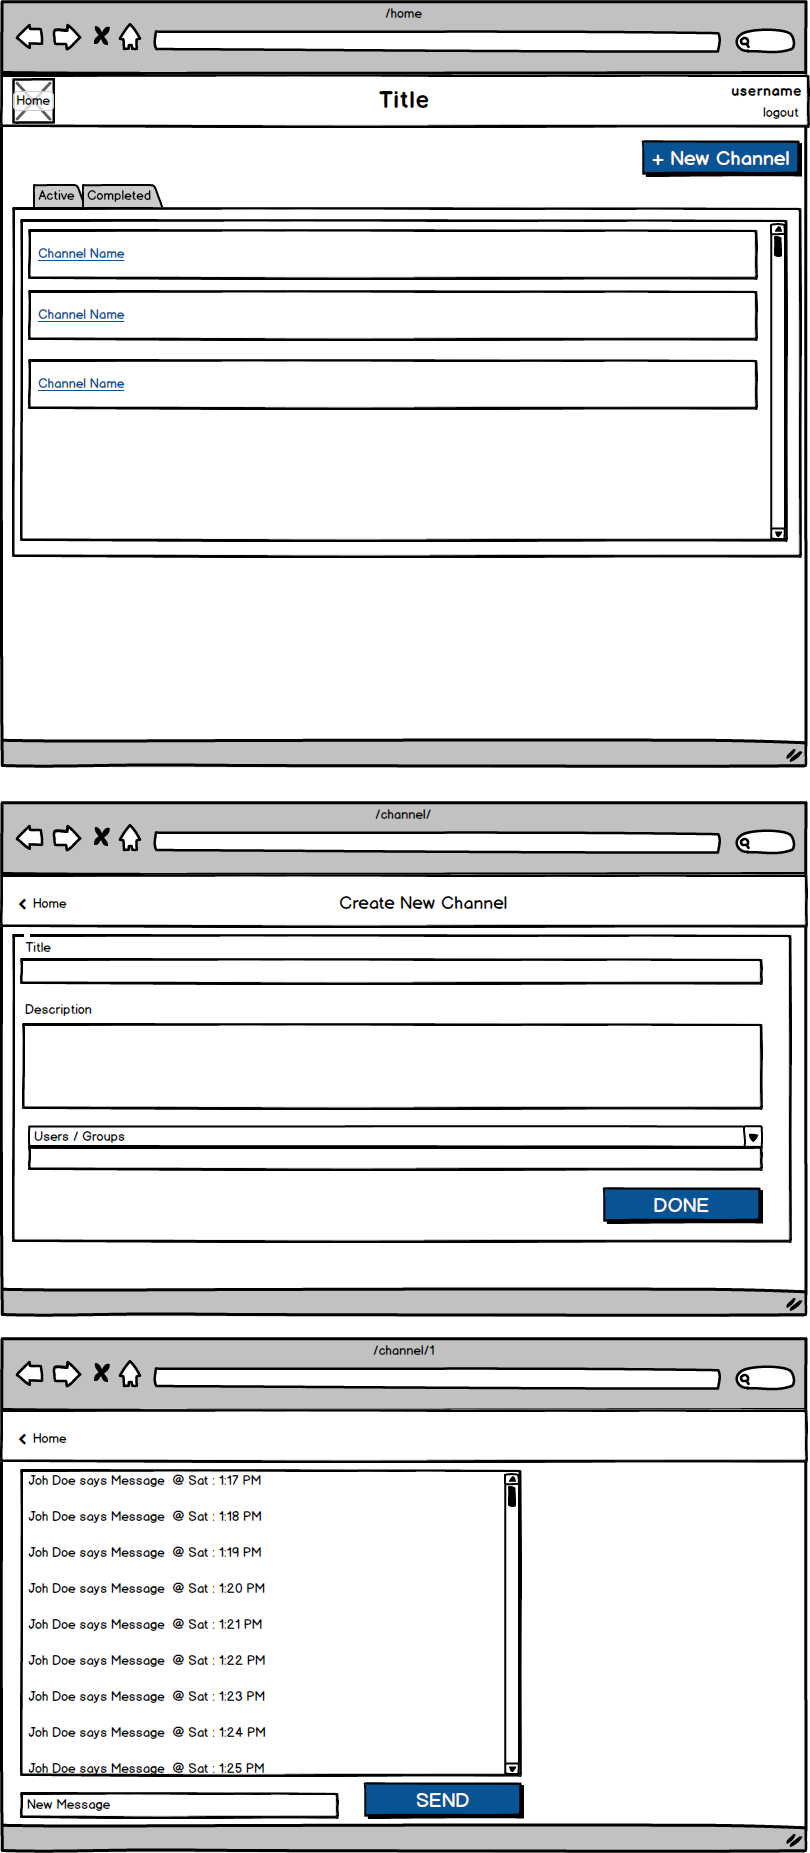 /home
Home
Title
username
logout
+ New Channel
Active
Completed
Channel Name
Channel Name
Channel Name
/channel/
Home
Create New Channel
Title
Description
Users / Groups
DONE
/channel/1
Home
Joh Doe says Message @ Sat : 1:17 PM
Joh Doe says Message @ Sat : 1:18 PM
Joh Doe says Message @ Sat : 1:19 PM
Joh Doe says Message @ Sat : 1:20 PM
Joh Doe says Message @ Sat : 1:21 PM
Joh Doe says Message @ Sat : 1:22 PM
Joh Doe says Message @ Sat : 1:23 PM
Joh Doe says Message @ Sat : 1:24 PM
Joh Doe says Message @ Sat : 1:25 PM
New Message
SEND